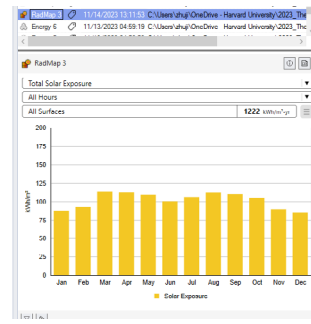 RadMap 3 11/14/2023 13:11:53 C:\Users\zhuji\OneDrive - Harvard University\2023_The
Energy 6 11/13/2023 04:59:19 C:\Users\zhuji\OneDrive - Harvard University\2023_The
RadMap 3
Total Solar Exposure
All Hours
All Surfaces 1222 kWh/m²-yr
200
175
150
125
100
75
50
25
0
kWh/m²
Jan Feb Mar Apr May Jun Jul Aug Sep Oct Nov Dec
Solar Exposure